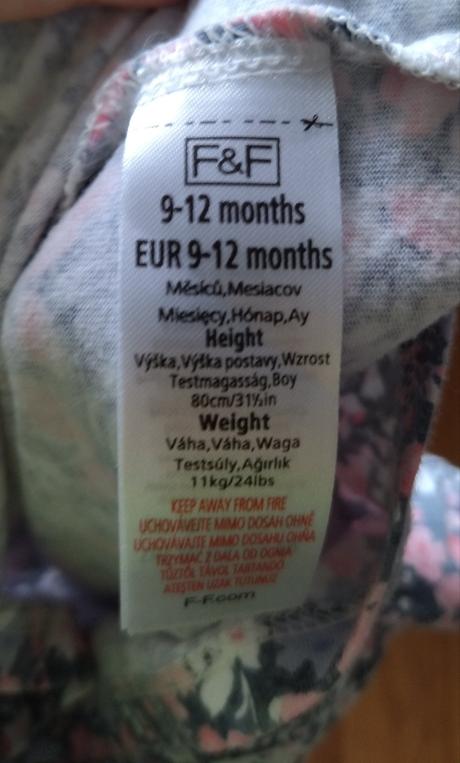 F&F
9-12 months
EUR 9-12 months
Měsíců,Mesiacov
Miesięcy,Hónap,Ay
Height
Výška,Výška postavy,Wzrost
Testmagasság,Boy
80cm/31½in
Weight
Váha,Váha,Waga
Testsúly,Ağırlık
11kg/24lbs
KEEP AWAY FROM FIRE
UCHOVÁVEJTE MIMO DOSAH OHNĚ
UCHOVÁVAJTE MIMO DOSAHU OHŇA
TRZYMAĆ Z DALA OD OGNIA
TŰZTŐL TÁVOL TARTANDÓ
ATEŞTEN UZAK TUTUNUZ
F-F.com